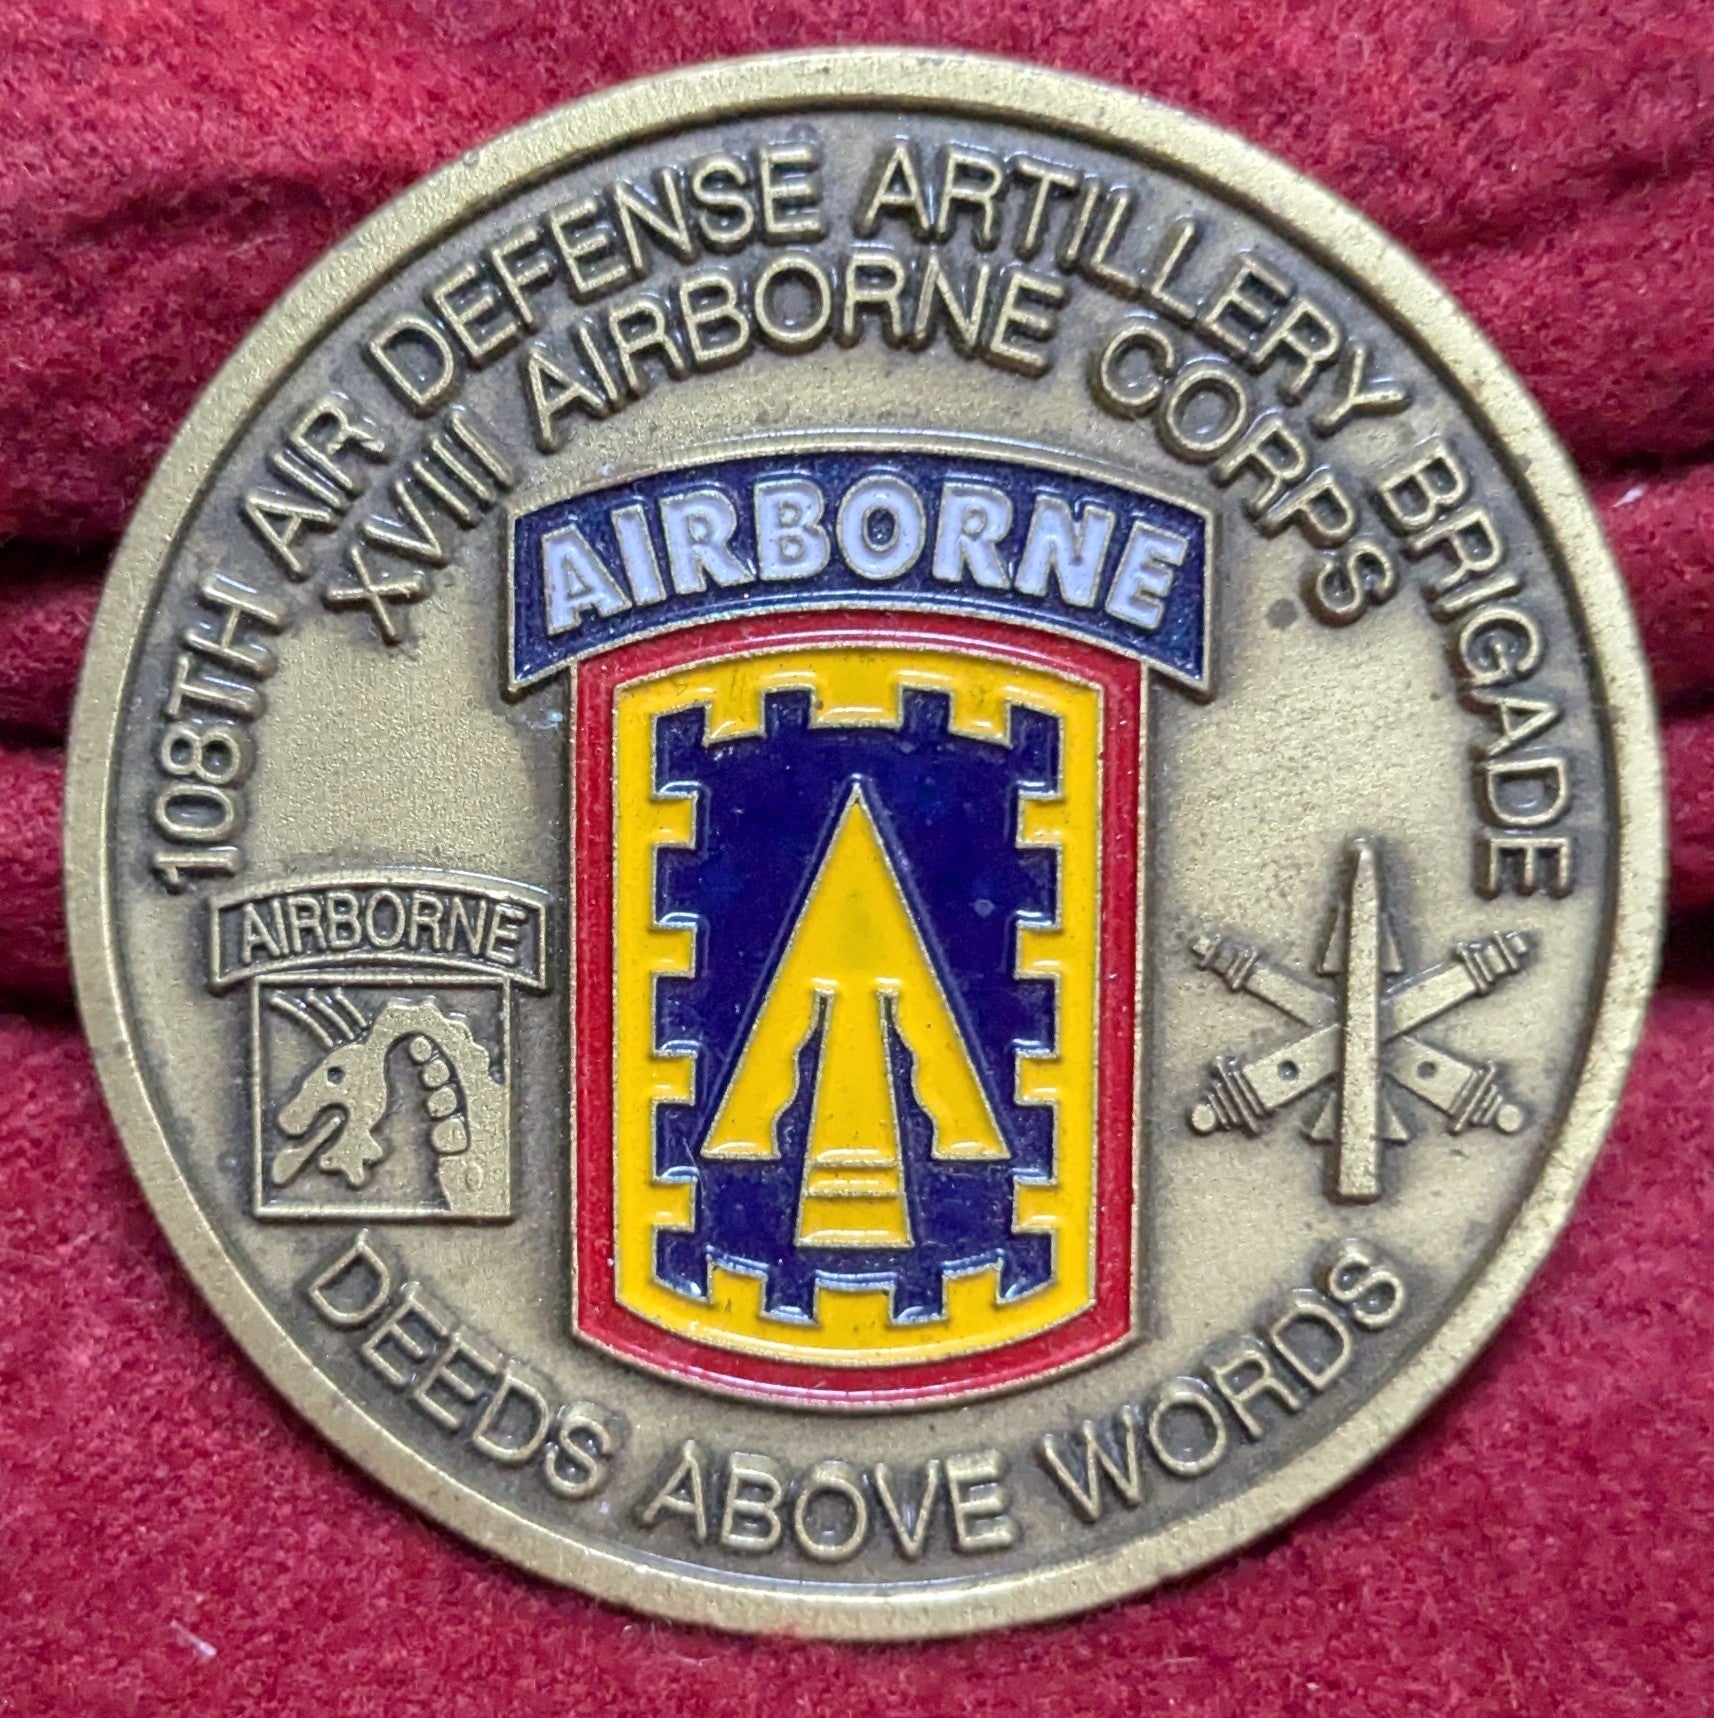 108TH AIR DEFENSE ARTILLERY BRIGADE
XVIII AIRBORNE CORPS
AIRBORNE
AIRBORNE
DEEDS ABOVE WORDS